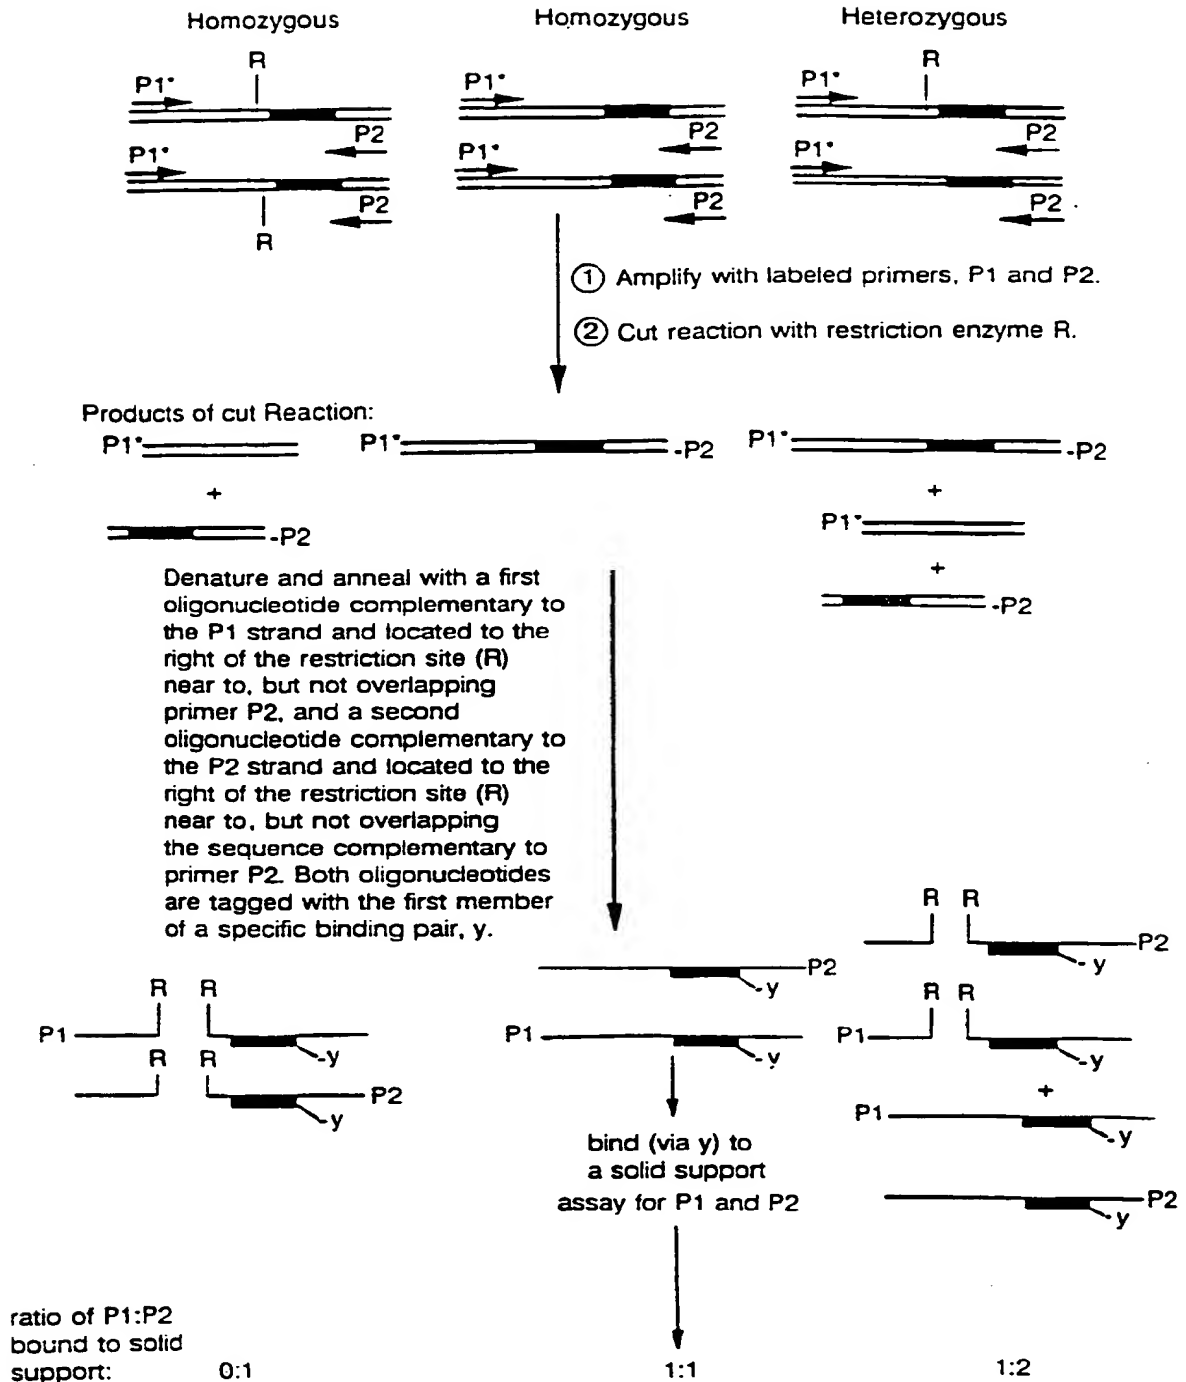 Homozygous Homozygous Heterozygous
R R
P1* P1* P1*
P2 P2 P2
P1* P1* P1*
P2 P2 P2
R
① Amplify with labeled primers, P1 and P2.
② Cut reaction with restriction enzyme R.
Products of cut Reaction:
P1* P1* -P2 P1* -P2
+ +
-P2 P1*
+
-P2
Denature and anneal with a first
oligonucleotide complementary to
the P1 strand and located to the
right of the restriction site (R)
near to, but not overlapping
primer P2, and a second
oligonucleotide complementary to
the P2 strand and located to the
right of the restriction site (R)
near to, but not overlapping
the sequence complementary to
primer P2. Both oligonucleotides
are tagged with the first member
of a specific binding pair, y.
R R
P2
-y
P2
-y
R R
R R
P1 -y
P1 -y
P1 -y
R R
P2
-y
+
P1
-y
P2
-y
bind (via y) to
a solid support
assay for P1 and P2
ratio of P1:P2
bound to solid
support: 0:1 1:1 1:2